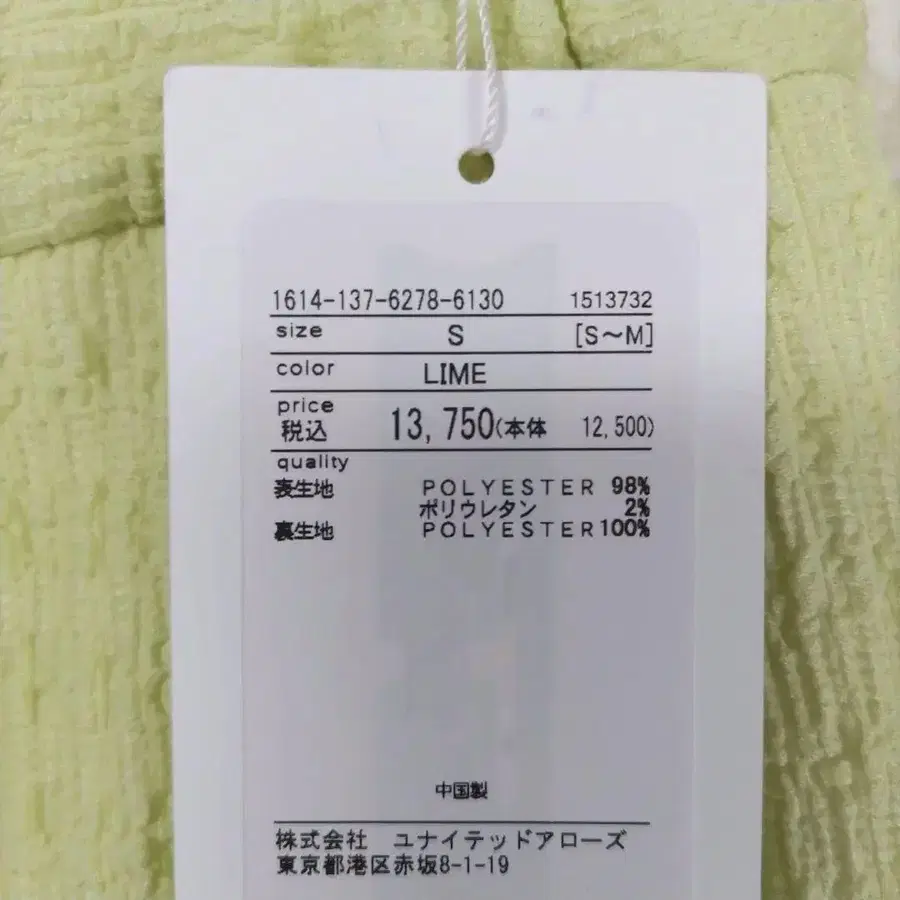 1614-137-6278-6130 1513732
size S [S~M]
color LIME
price
税込 13,750(本体 12,500)
quality
表生地 POLYESTER 98%
ポリウレタン 2%
裏生地 POLYESTER 100%
中国製
株式会社 ユナイテッドアローズ
東京都港区赤坂8-1-19